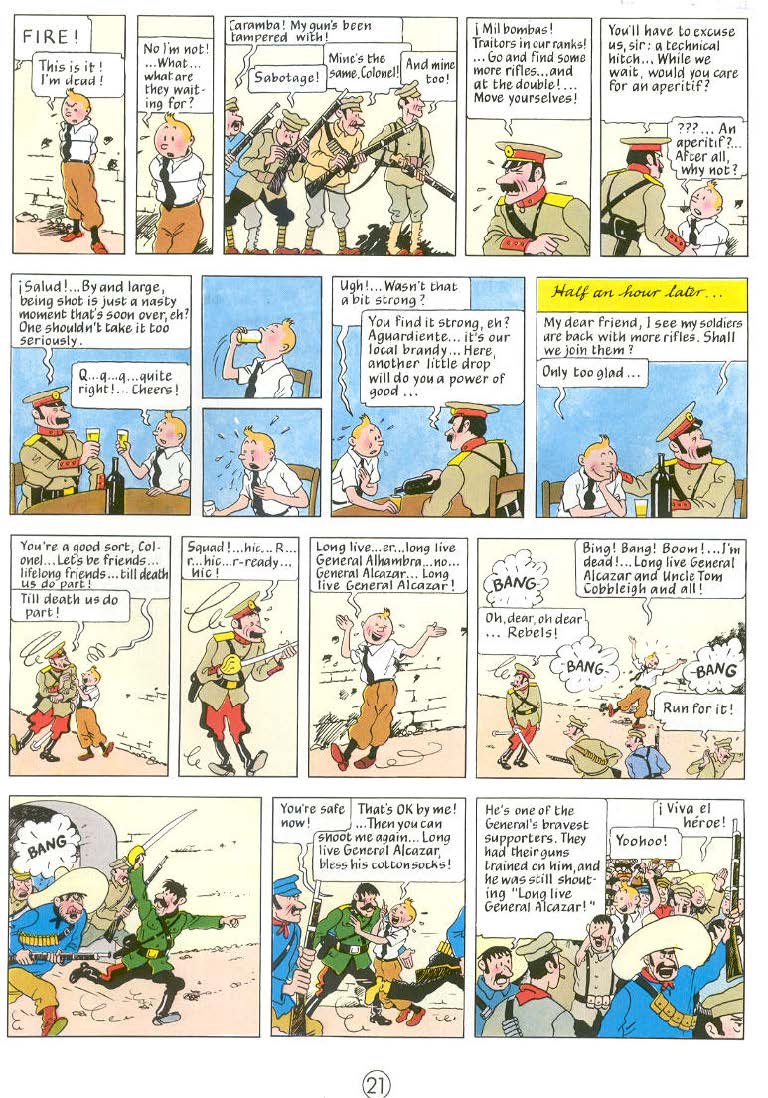 FIRE!
This is it!
I'm dead!
No I'm not!
...What...
what are
they wait-
ing for?
Caramba! My gun's been
tampered with!
Sabotage!
Mine's the
same, Colonel!
And mine
too!
¡Mil bombas!
Traitors in our ranks!
...Go and find some
more rifles...and
at the double!...
Move yourselves!
You'll have to excuse
us, sir: a technical
hitch... While we
wait, would you care
for an aperitif?
???... An
aperitif?..
After all,
why not?
¡Salud!... By and large,
being shot is just a nasty
moment that's soon over, eh?
One shouldn't take it too
seriously.
Q...q...q...quite
right!... Cheers!
Ugh!... Wasn't that
a bit strong?
You find it strong, eh?
Aguardiente... it's our
local brandy... Here,
another little drop
will do you a power of
good...
Half an hour later...
My dear friend, I see my soldiers
are back with more rifles. Shall
we join them?
Only too glad...
You're a good sort, Col-
onel... Let's be friends...
lifelong friends... till death
us do part!
Till death us do
part!
Squad!...hic... R...
r...hic...r-ready...
hic!
Long live...er...long live
General Alhambra...no...
General Alcazar... Long
live General Alcazar!
BANG
Bing! Bang! Boom!...I'm
dead!... Long live General
Alcazar and Uncle Tom
Cobbleigh and all!
Oh, dear, oh dear
... Rebels!
BANG
BANG
Run for it!
BANG
You're safe
now!
That's OK by me!
...Then you can
shoot me again... Long
live General Alcazar,
bless his cotton socks!
He's one of the
General's bravest
supporters. They
had their guns
trained on him, and
he was still shout-
ing "Long live
General Alcazar!"
Yoohoo!
¡Viva el
héroe!
21